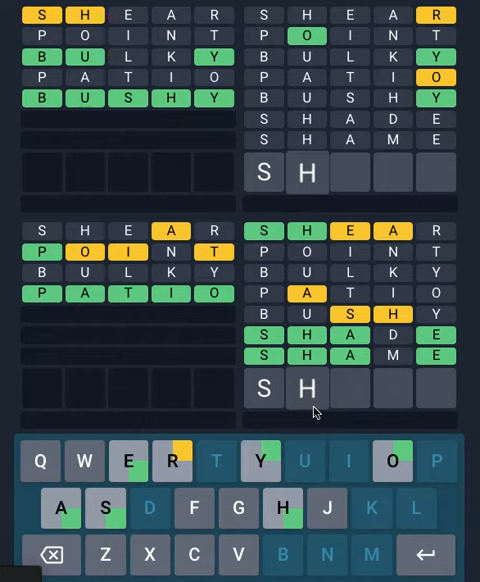 S H E A R S H E A R
P O I N T P O I N T
B U L K Y B U L K Y
P A T I O P A T I O
B U S H Y B U S H Y
S H A D E
S H A M E
S H
S H E A R S H E A R
P O I N T P O I N T
B U L K Y B U L K Y
P A T I O P A T I O
B U S H Y
S H A D E
S H A M E
S H
Q W E R T Y U I O P
A S D F G H J K L
Z X C V B N M